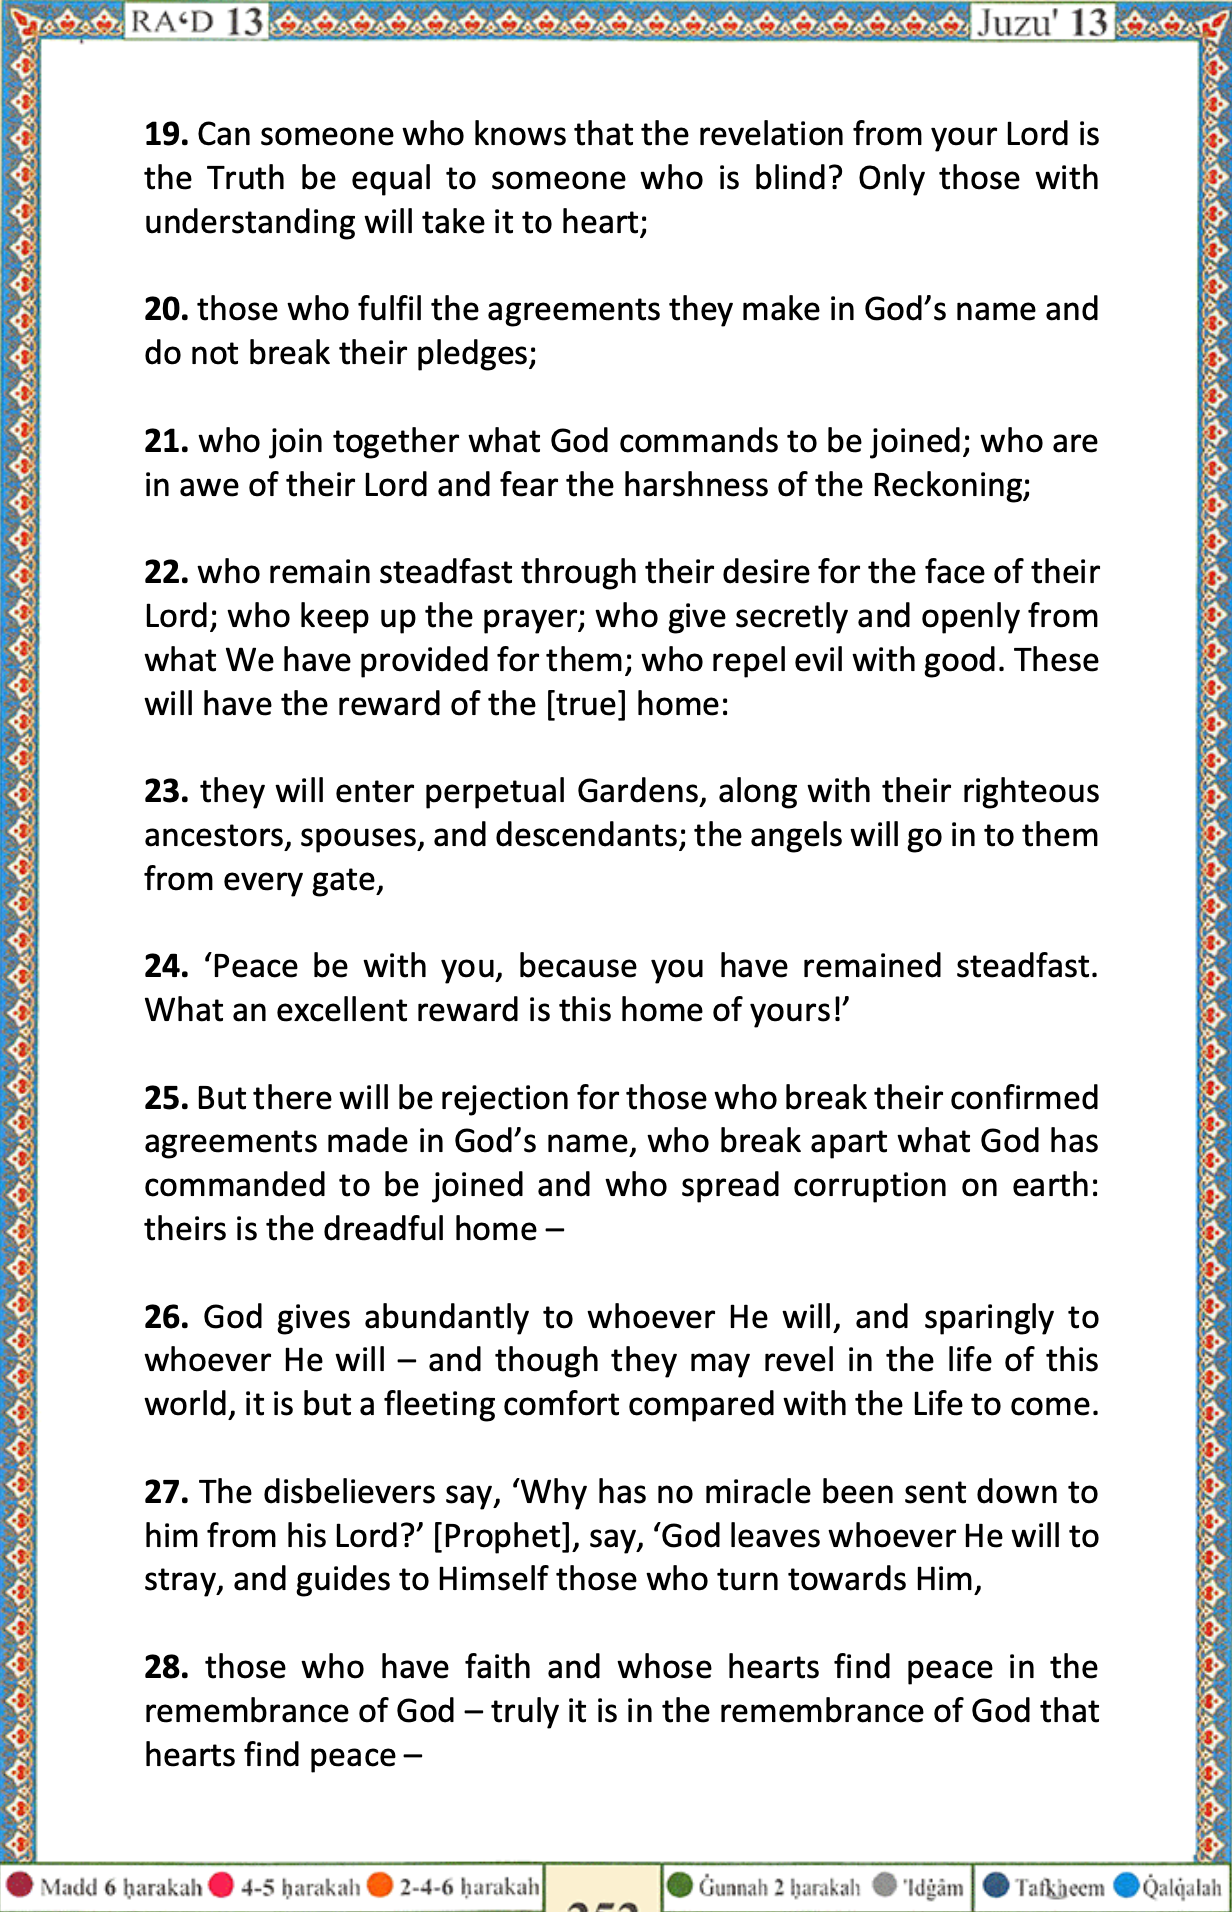 RA‘D 13
Juzu' 13
19. Can someone who knows that the revelation from your Lord is
the Truth be equal to someone who is blind? Only those with
understanding will take it to heart;
20. those who fulfil the agreements they make in God’s name and
do not break their pledges;
21. who join together what God commands to be joined; who are
in awe of their Lord and fear the harshness of the Reckoning;
22. who remain steadfast through their desire for the face of their
Lord; who keep up the prayer; who give secretly and openly from
what We have provided for them; who repel evil with good. These
will have the reward of the [true] home:
23. they will enter perpetual Gardens, along with their righteous
ancestors, spouses, and descendants; the angels will go in to them
from every gate,
24. ‘Peace be with you, because you have remained steadfast.
What an excellent reward is this home of yours!’
25. But there will be rejection for those who break their confirmed
agreements made in God’s name, who break apart what God has
commanded to be joined and who spread corruption on earth:
theirs is the dreadful home –
26. God gives abundantly to whoever He will, and sparingly to
whoever He will – and though they may revel in the life of this
world, it is but a fleeting comfort compared with the Life to come.
27. The disbelievers say, ‘Why has no miracle been sent down to
him from his Lord?’ [Prophet], say, ‘God leaves whoever He will to
stray, and guides to Himself those who turn towards Him,
28. those who have faith and whose hearts find peace in the
remembrance of God – truly it is in the remembrance of God that
hearts find peace –
Madd 6 ḥarakah 4-5 ḥarakah 2-4-6 ḥarakah Ġunnah 2 ḥarakah 'Idġâm Tafkheem Q̇alq̇alah